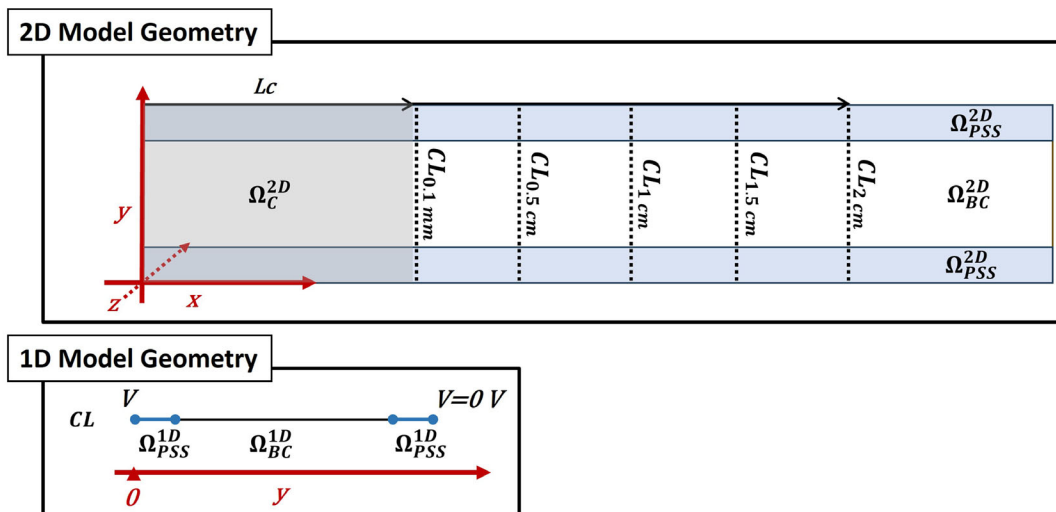 2D Model Geometry
Lc
Ω_PSS^2D
Ω_C^2D
CL_0.1 mm
CL_0.5 cm
CL_1 cm
CL_1.5 cm
CL_2 cm
Ω_BC^2D
y
Ω_PSS^2D
z
x
1D Model Geometry
V
V=0 V
CL
Ω_PSS^1D
Ω_BC^1D
Ω_PSS^1D
0
y